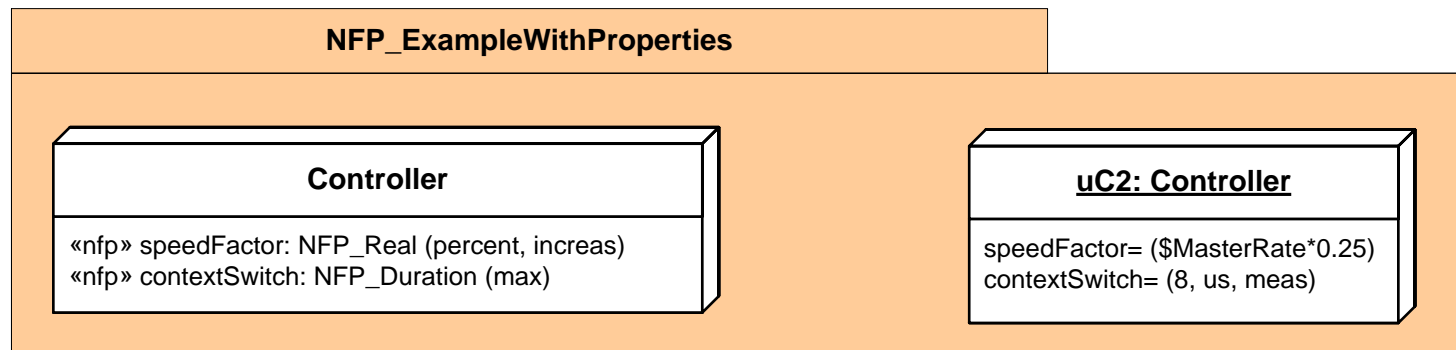 NFP_ExampleWithProperties
Controller
«nfp» speedFactor: NFP_Real (percent, increas)
«nfp» contextSwitch: NFP_Duration (max)
uC2: Controller
speedFactor= ($MasterRate*0.25)
contextSwitch= (8, us, meas)